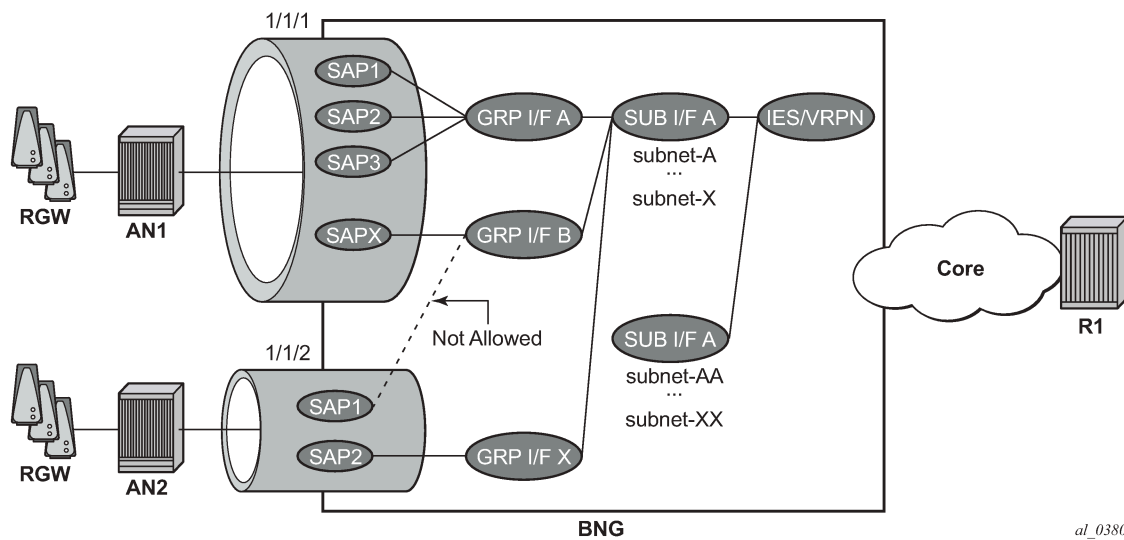 1/1/1
SAP1
SAP2
SAP3
SAPX
GRP I/F A
SUB I/F A
IES/VRPN
subnet-A
...
subnet-X
RGW
AN1
GRP I/F B
Not Allowed
Core
R1
1/1/2
SAP1
SAP2
SUB I/F A
subnet-AA
...
subnet-XX
GRP I/F X
RGW
AN2
BNG
al_0380